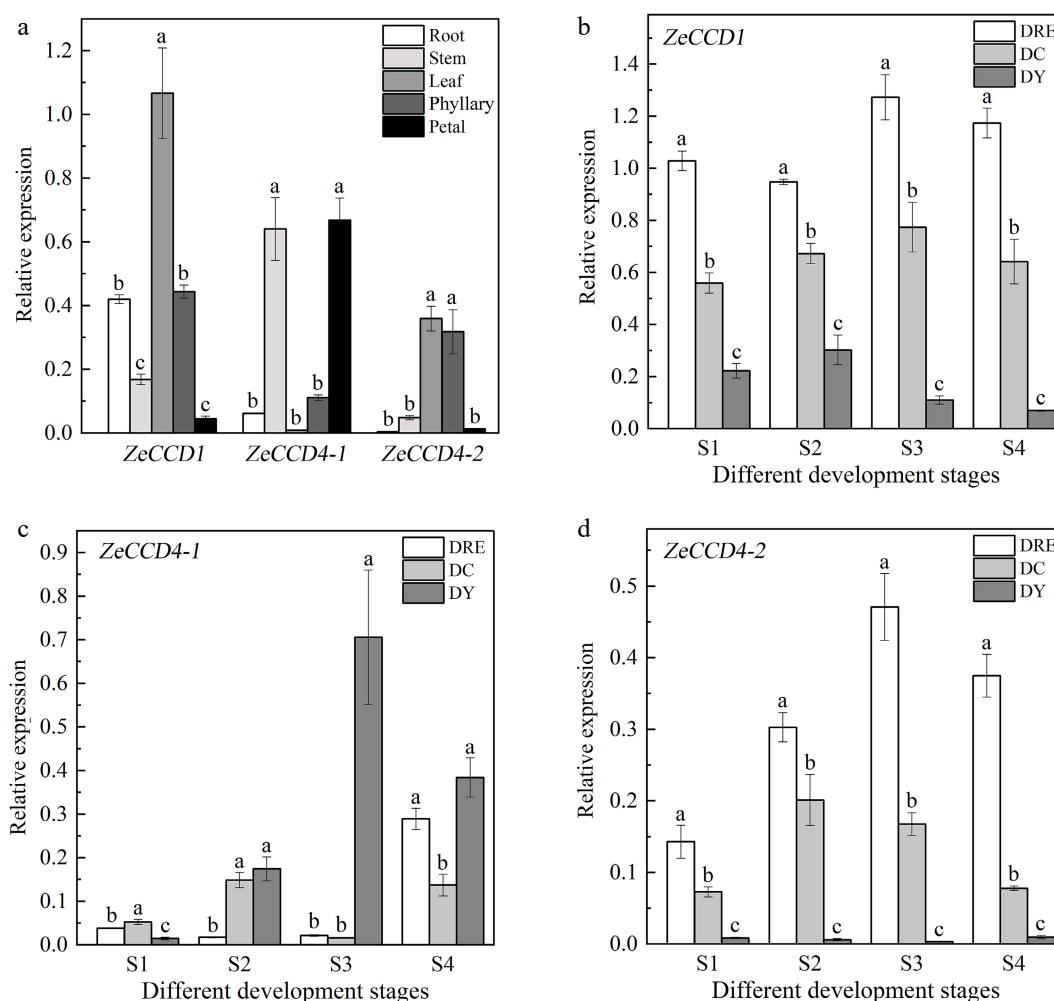 a
Relative expression
1.2
1.0
0.8
0.6
0.4
0.2
0.0
Root
Stem
Leaf
Phyllary
Petal
b c a b c
b a b b a
b b a a b
ZeCCD1 ZeCCD4-1 ZeCCD4-2
b
ZeCCD1
Relative expression
1.4
1.2
1.0
0.8
0.6
0.4
0.2
0.0
DRE
DC
DY
a b c
a b c
a b c
a b c
S1 S2 S3 S4
Different development stages
c
ZeCCD4-1
Relative expression
0.9
0.8
0.7
0.6
0.5
0.4
0.3
0.2
0.1
0.0
DRE
DC
DY
b a c
b a a
b b a
a b a
S1 S2 S3 S4
Different development stages
d
ZeCCD4-2
Relative expression
0.5
0.4
0.3
0.2
0.1
0.0
DRE
DC
DY
a b c
a b c
a b c
a b c
S1 S2 S3 S4
Different development stages